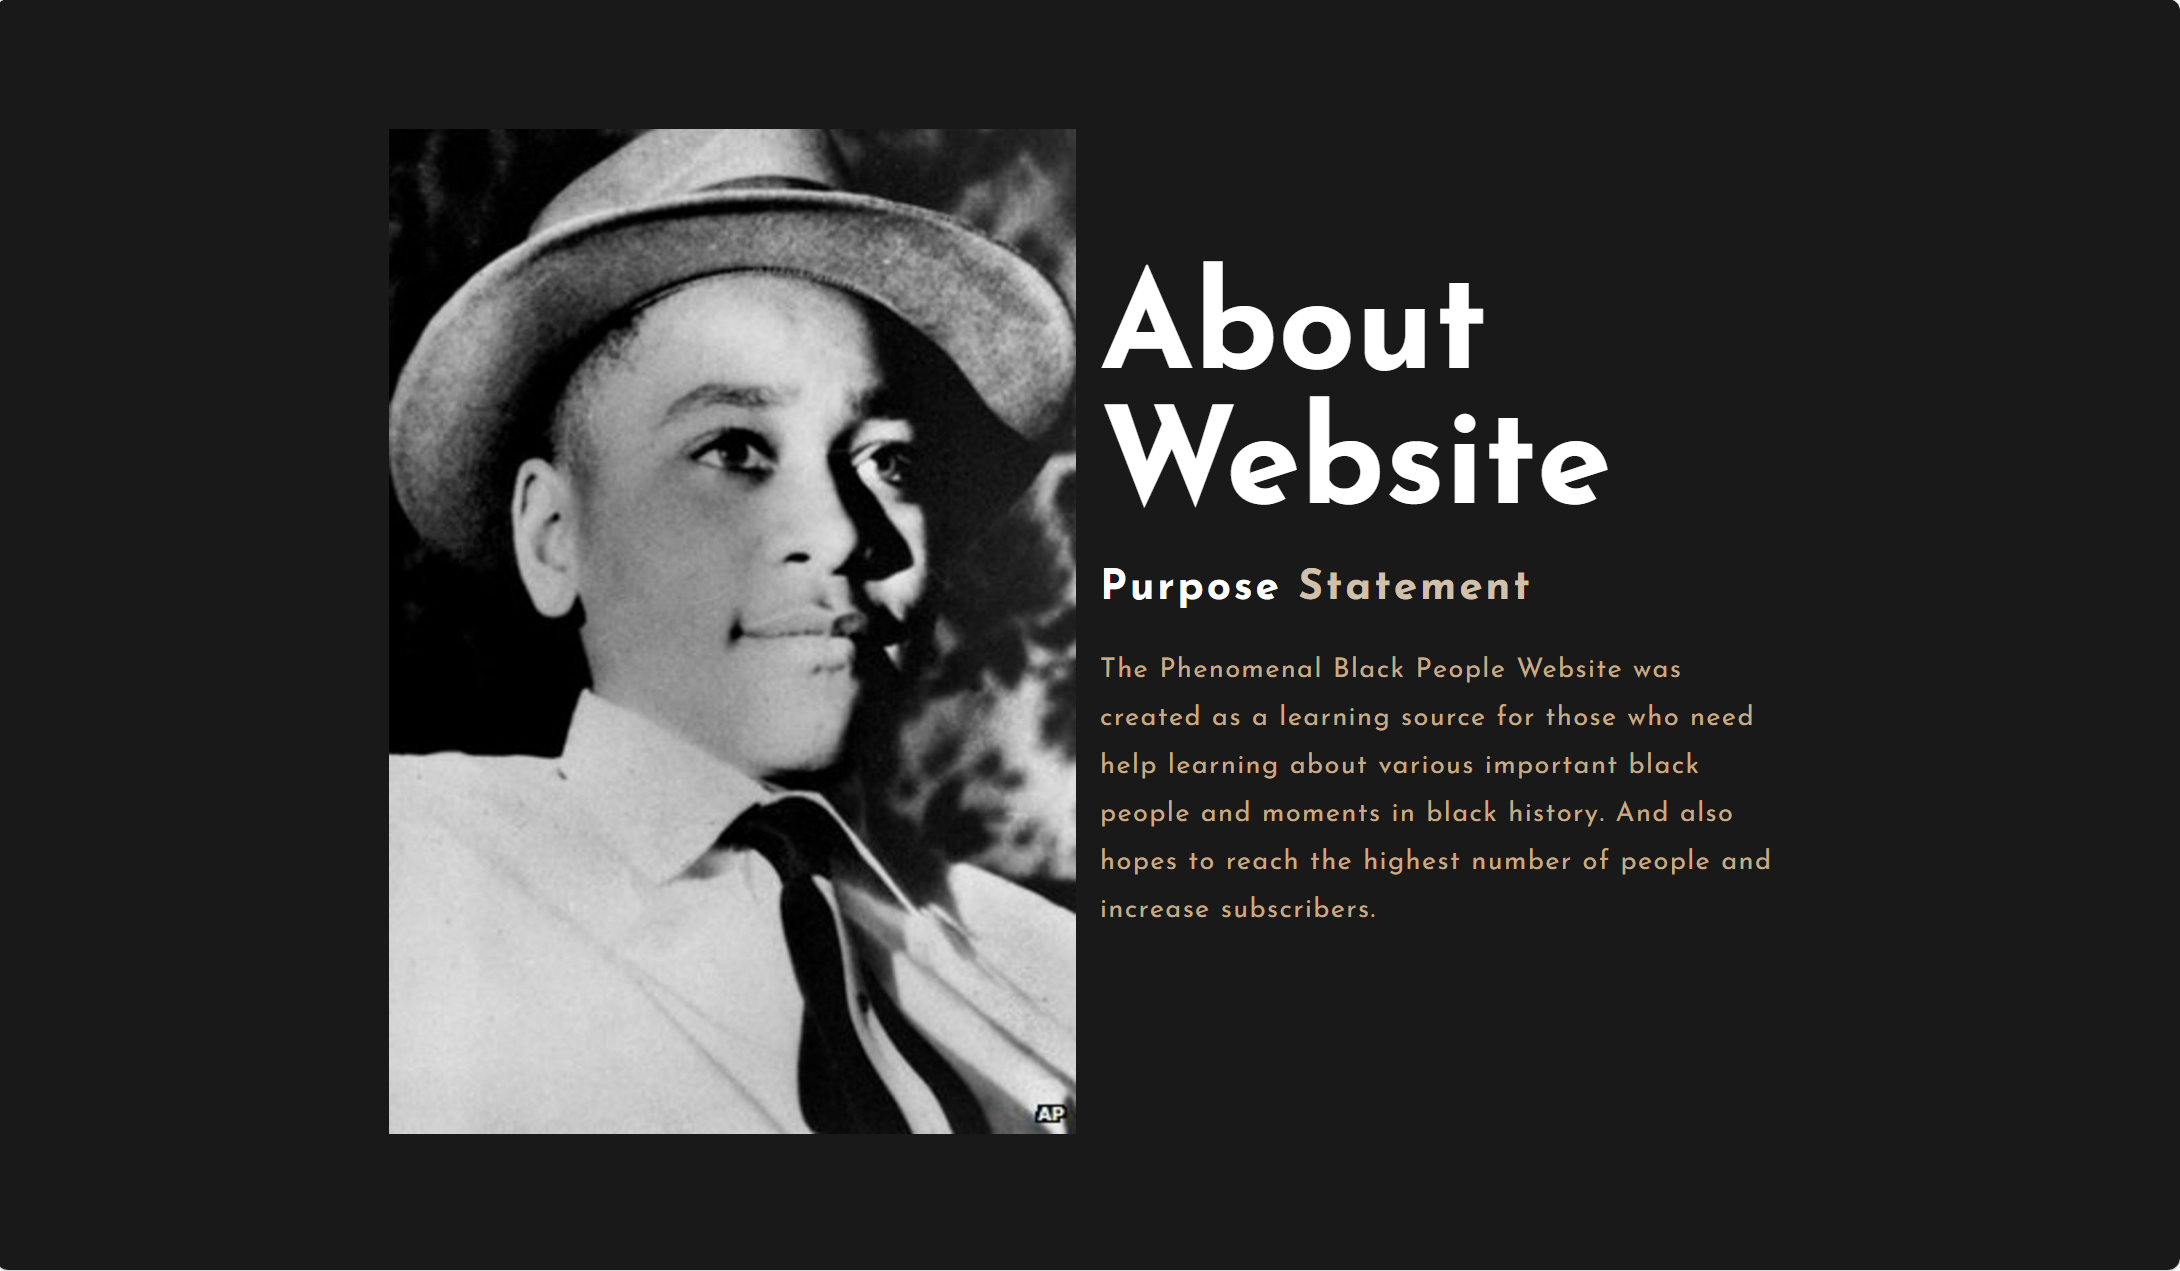 About
Website
Purpose Statement
The Phenomenal Black People Website was
created as a learning source for those who need
help learning about various important black
people and moments in black history. And also
hopes to reach the highest number of people and
increase subscribers.
AP